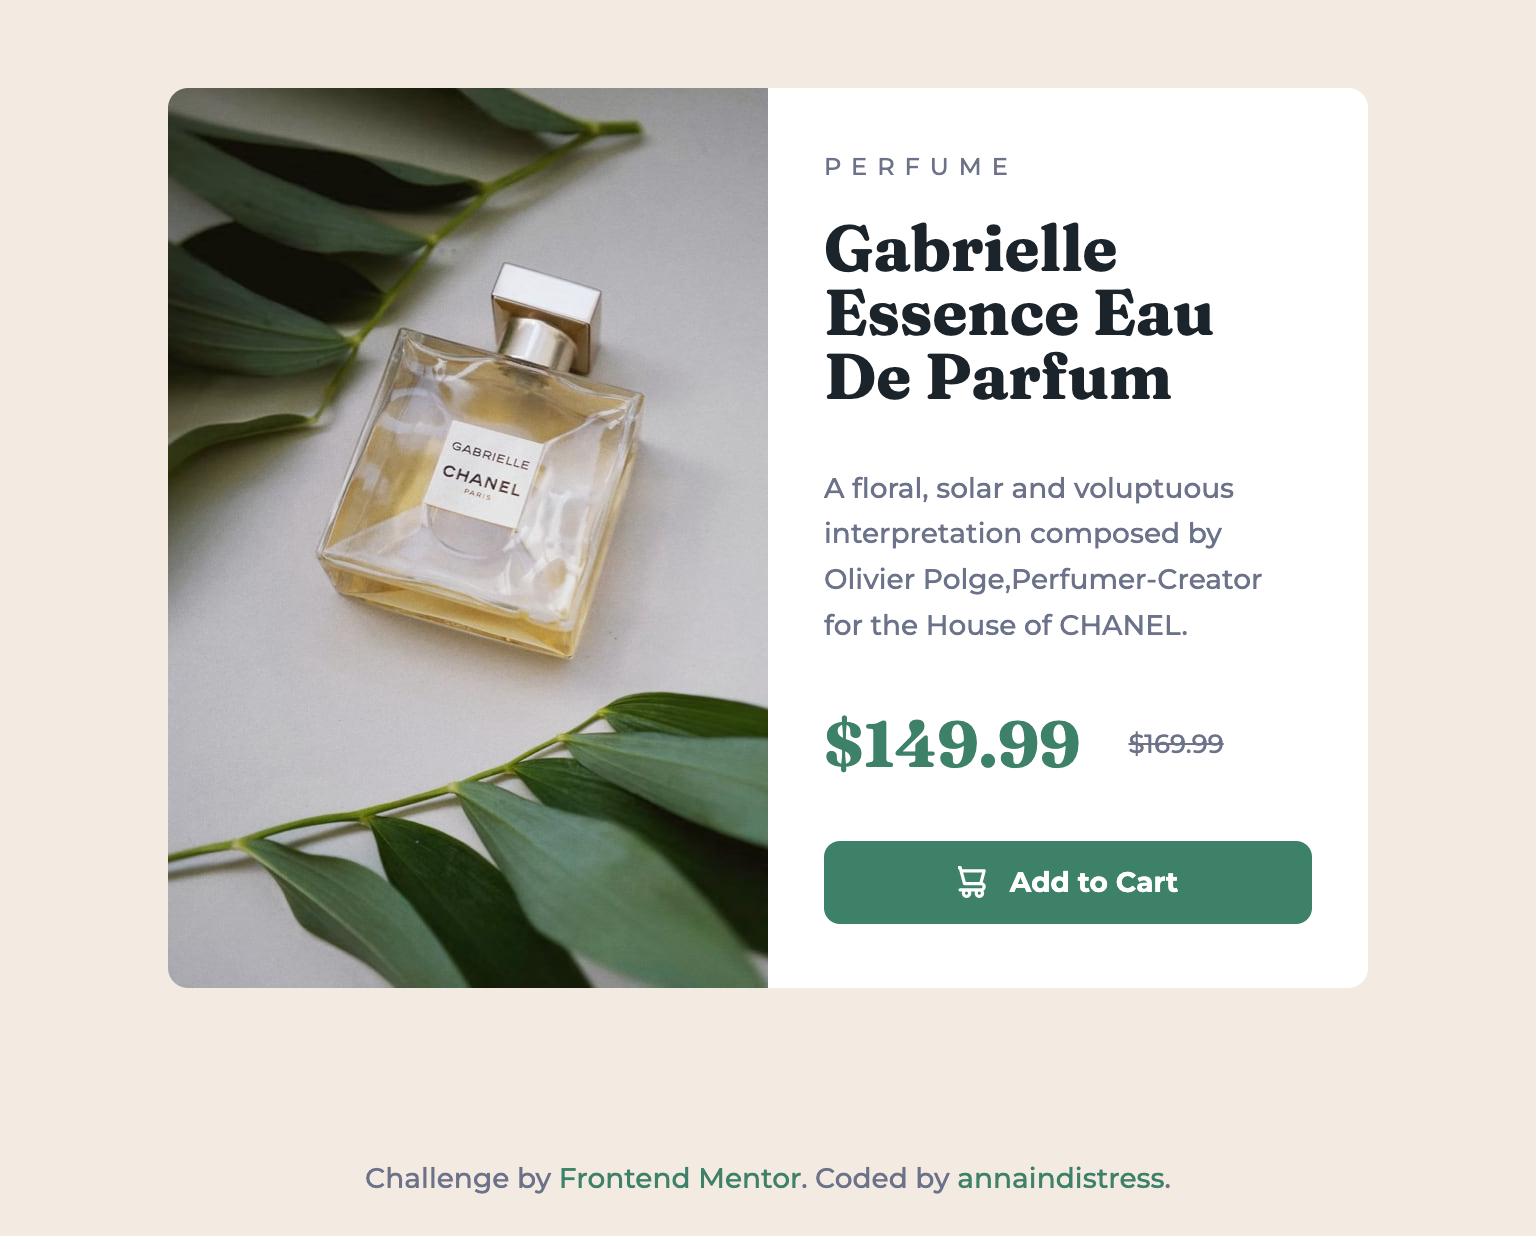 GABRIELLE
CHANEL
PARIS
PERFUME
Gabrielle
Essence Eau
De Parfum
A floral, solar and voluptuous
interpretation composed by
Olivier Polge,Perfumer-Creator
for the House of CHANEL.
$149.99 $169.99
Add to Cart
Challenge by Frontend Mentor. Coded by annaindistress.